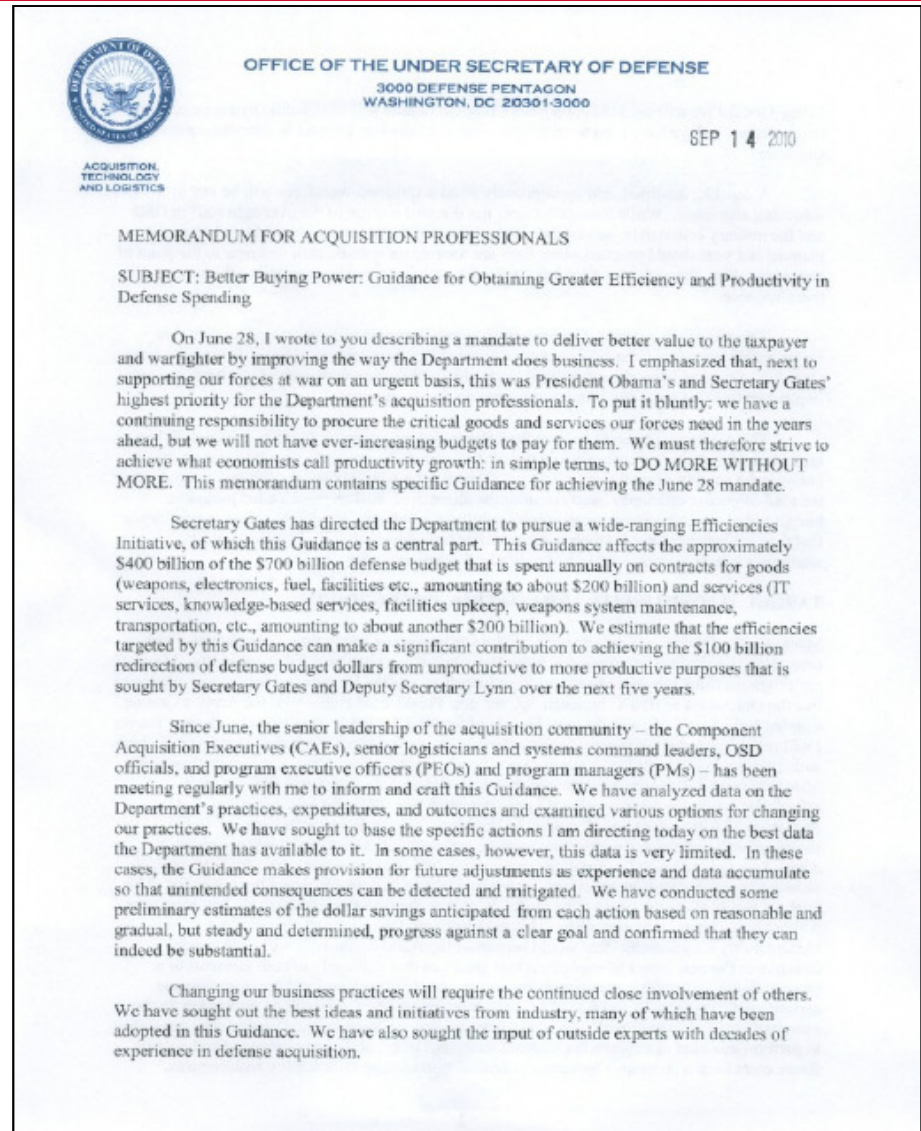 DEPARTMENT OF DEFENSE
UNITED STATES OF AMERICA
OFFICE OF THE UNDER SECRETARY OF DEFENSE
3000 DEFENSE PENTAGON
WASHINGTON, DC 20301-3000
SEP 14 2010
ACQUISITION,
TECHNOLOGY
AND LOGISTICS
MEMORANDUM FOR ACQUISITION PROFESSIONALS
SUBJECT: Better Buying Power: Guidance for Obtaining Greater Efficiency and Productivity in
Defense Spending
On June 28, I wrote to you describing a mandate to deliver better value to the taxpayer
and warfighter by improving the way the Department does business. I emphasized that, next to
supporting our forces at war on an urgent basis, this was President Obama's and Secretary Gates'
highest priority for the Department's acquisition professionals. To put it bluntly: we have a
continuing responsibility to procure the critical goods and services our forces need in the years
ahead, but we will not have ever-increasing budgets to pay for them. We must therefore strive to
achieve what economists call productivity growth: in simple terms, to DO MORE WITHOUT
MORE. This memorandum contains specific Guidance for achieving the June 28 mandate.
Secretary Gates has directed the Department to pursue a wide-ranging Efficiencies
Initiative, of which this Guidance is a central part. This Guidance affects the approximately
$400 billion of the $700 billion defense budget that is spent annually on contracts for goods
(weapons, electronics, fuel, facilities etc., amounting to about $200 billion) and services (IT
services, knowledge-based services, facilities upkeep, weapons system maintenance,
transportation, etc., amounting to about another $200 billion). We estimate that the efficiencies
targeted by this Guidance can make a significant contribution to achieving the $100 billion
redirection of defense budget dollars from unproductive to more productive purposes that is
sought by Secretary Gates and Deputy Secretary Lynn over the next five years.
Since June, the senior leadership of the acquisition community – the Component
Acquisition Executives (CAEs), senior logisticians and systems command leaders, OSD
officials, and program executive officers (PEOs) and program managers (PMs) – has been
meeting regularly with me to inform and craft this Guidance. We have analyzed data on the
Department's practices, expenditures, and outcomes and examined various options for changing
our practices. We have sought to base the specific actions I am directing today on the best data
the Department has available to it. In some cases, however, this data is very limited. In these
cases, the Guidance makes provision for future adjustments as experience and data accumulate
so that unintended consequences can be detected and mitigated. We have conducted some
preliminary estimates of the dollar savings anticipated from each action based on reasonable and
gradual, but steady and determined, progress against a clear goal and confirmed that they can
indeed be substantial.
Changing our business practices will require the continued close involvement of others.
We have sought out the best ideas and initiatives from industry, many of which have been
adopted in this Guidance. We have also sought the input of outside experts with decades of
experience in defense acquisition.